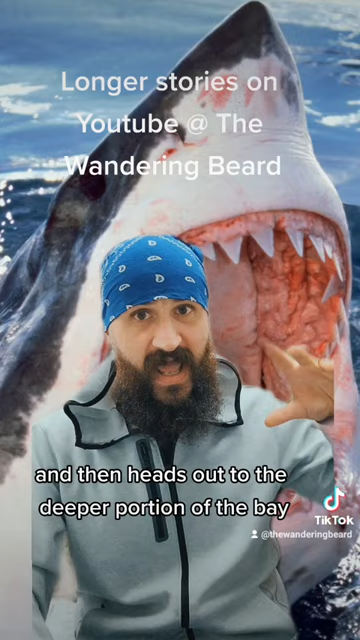 Longer stories on
Youtube @ The
Wandering Beard
and then heads out to the
deeper portion of the bay
TikTok
@thewanderingbeard